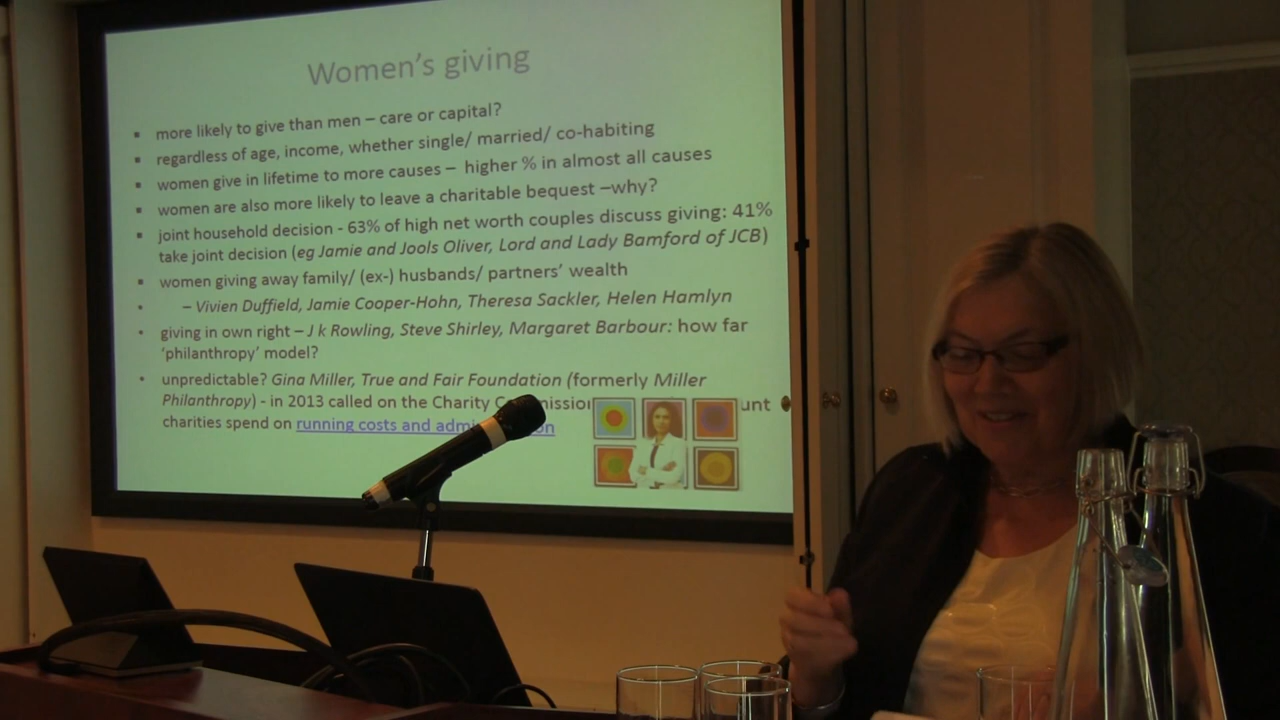 Women's giving
more likely to give than men – care or capital?
regardless of age, income, whether single/ married/ co-habiting
women give in lifetime to more causes – higher % in almost all causes
women are also more likely to leave a charitable bequest –why?
joint household decision - 63% of high net worth couples discuss giving: 41%
take joint decision (eg Jamie and Jools Oliver, Lord and Lady Bamford of JCB)
women giving away family/ (ex-) husbands/ partners' wealth
– Vivien Duffield, Jamie Cooper-Hohn, Theresa Sackler, Helen Hamlyn
giving in own right – J k Rowling, Steve Shirley, Margaret Barbour: how far
'philanthropy' model?
unpredictable? Gina Miller, True and Fair Foundation (formerly Miller
Philanthropy) - in 2013 called on the Charity
charities spend on running costs and